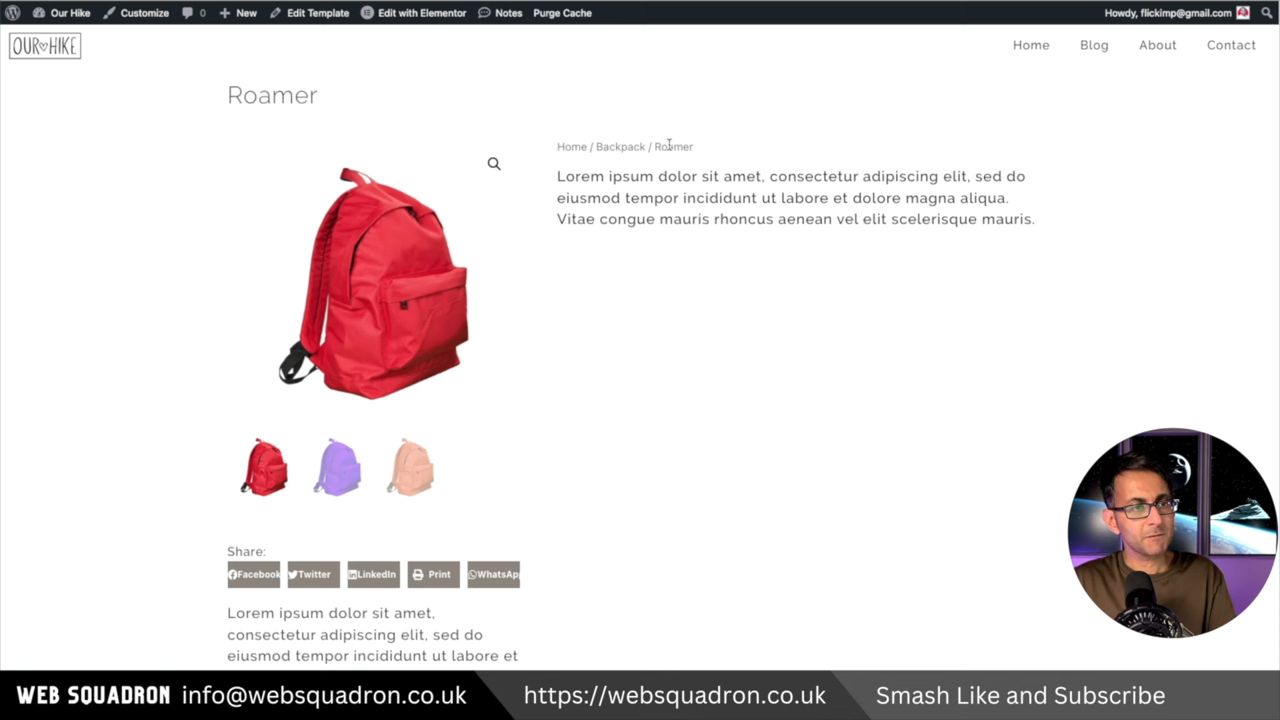 Our Hike Customize 0 New Edit Template Edit with Elementor Notes Purge Cache Howdy, flickimp@gmail.com
OUR HIKE Home Blog About Contact
Roamer
Home / Backpack / Roamer
Lorem ipsum dolor sit amet, consectetur adipiscing elit, sed do
eiusmod tempor incididunt ut labore et dolore magna aliqua.
Vitae congue mauris rhoncus aenean vel elit scelerisque mauris.
Share:
Facebook Twitter LinkedIn Print WhatsApp
Lorem ipsum dolor sit amet,
consectetur adipiscing elit, sed do
eiusmod tempor incididunt ut labore et
WEB SQUADRON info@websquadron.co.uk https://websquadron.co.uk Smash Like and Subscribe